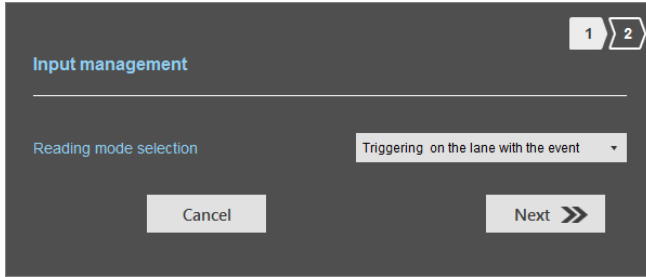 1 2
Input management
Reading mode selection Triggering on the lane with the event
Cancel Next